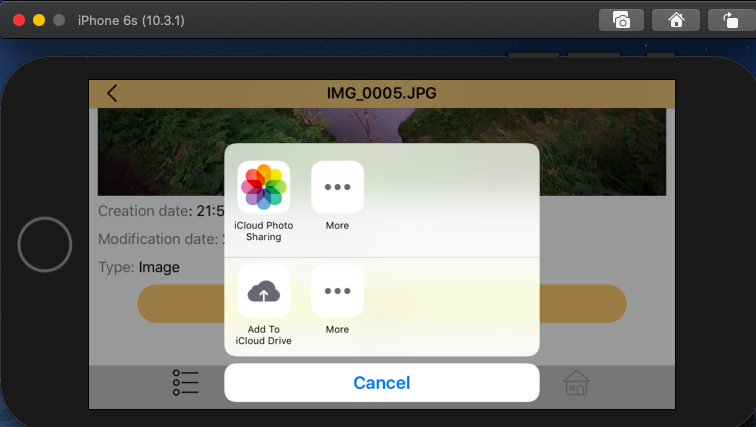 iPhone 6s (10.3.1)
IMG_0005.JPG
iCloud Photo
Sharing
More
Creation date: 21:5
Modification date:
Type: Image
Add To
iCloud Drive
More
Cancel